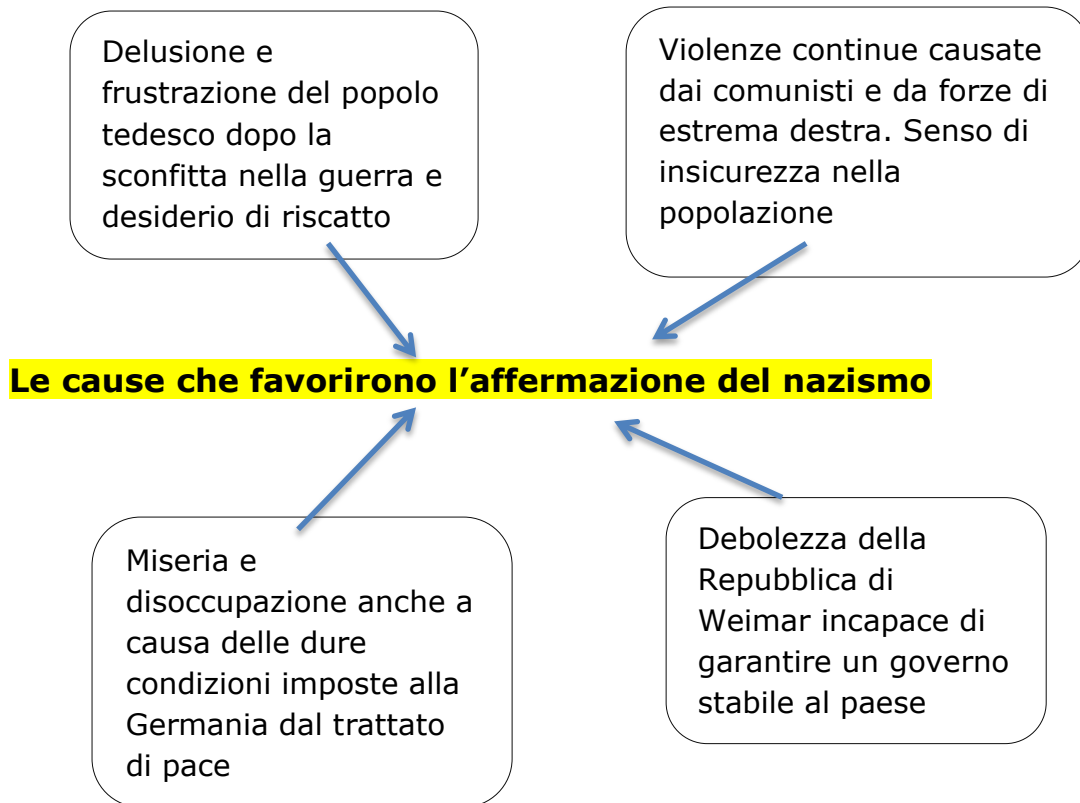 Delusione e
frustrazione del popolo
tedesco dopo la
sconfitta nella guerra e
desiderio di riscatto
Violenze continue causate
dai comunisti e da forze di
estrema destra. Senso di
insicurezza nella
popolazione
Le cause che favorirono l’affermazione del nazismo
Miseria e
disoccupazione anche a
causa delle dure
condizioni imposte alla
Germania dal trattato
di pace
Debolezza della
Repubblica di
Weimar incapace di
garantire un governo
stabile al paese